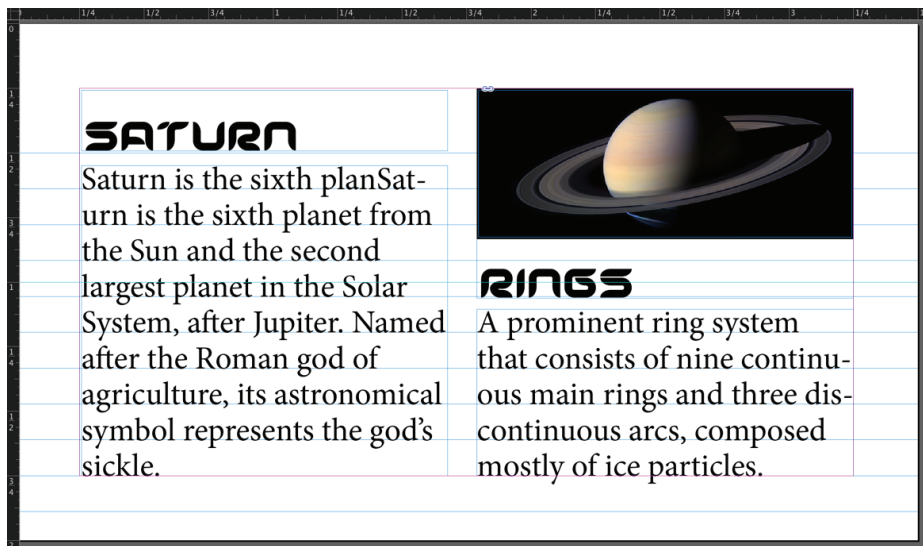 SATURN
Saturn is the sixth planSat-
urn is the sixth planet from
the Sun and the second
largest planet in the Solar
System, after Jupiter. Named
after the Roman god of
agriculture, its astronomical
symbol represents the god’s
sickle.
RINGS
A prominent ring system
that consists of nine continu-
ous main rings and three dis-
continuous arcs, composed
mostly of ice particles.